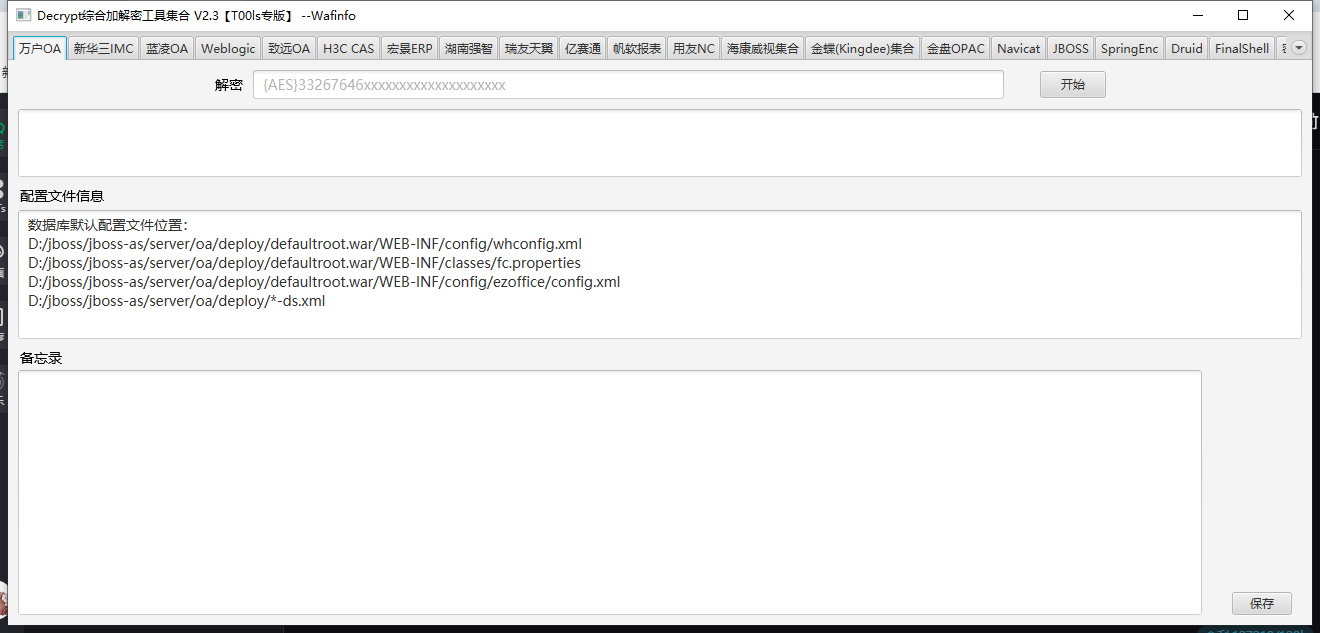 Decrypt综合加解密工具集合 V2.3【T00ls专版】 --Wafinfo
万户OA 新华三IMC 蓝凌OA Weblogic 致远OA H3C CAS 宏景ERP 湖南强智 瑞友天翼 亿赛通 帆软报表 用友NC 海康威视集合 金蝶(Kingdee)集合 金盘OPAC Navicat JBOSS SpringEnc Druid FinalShell
解密 {AES}33267646xxxxxxxxxxxxxxxxxxxx 开始
配置文件信息
数据库默认配置文件位置：
D:/jboss/jboss-as/server/oa/deploy/defaultroot.war/WEB-INF/config/whconfig.xml
D:/jboss/jboss-as/server/oa/deploy/defaultroot.war/WEB-INF/classes/fc.properties
D:/jboss/jboss-as/server/oa/deploy/defaultroot.war/WEB-INF/config/ezoffice/config.xml
D:/jboss/jboss-as/server/oa/deploy/*-ds.xml
备忘录
保存